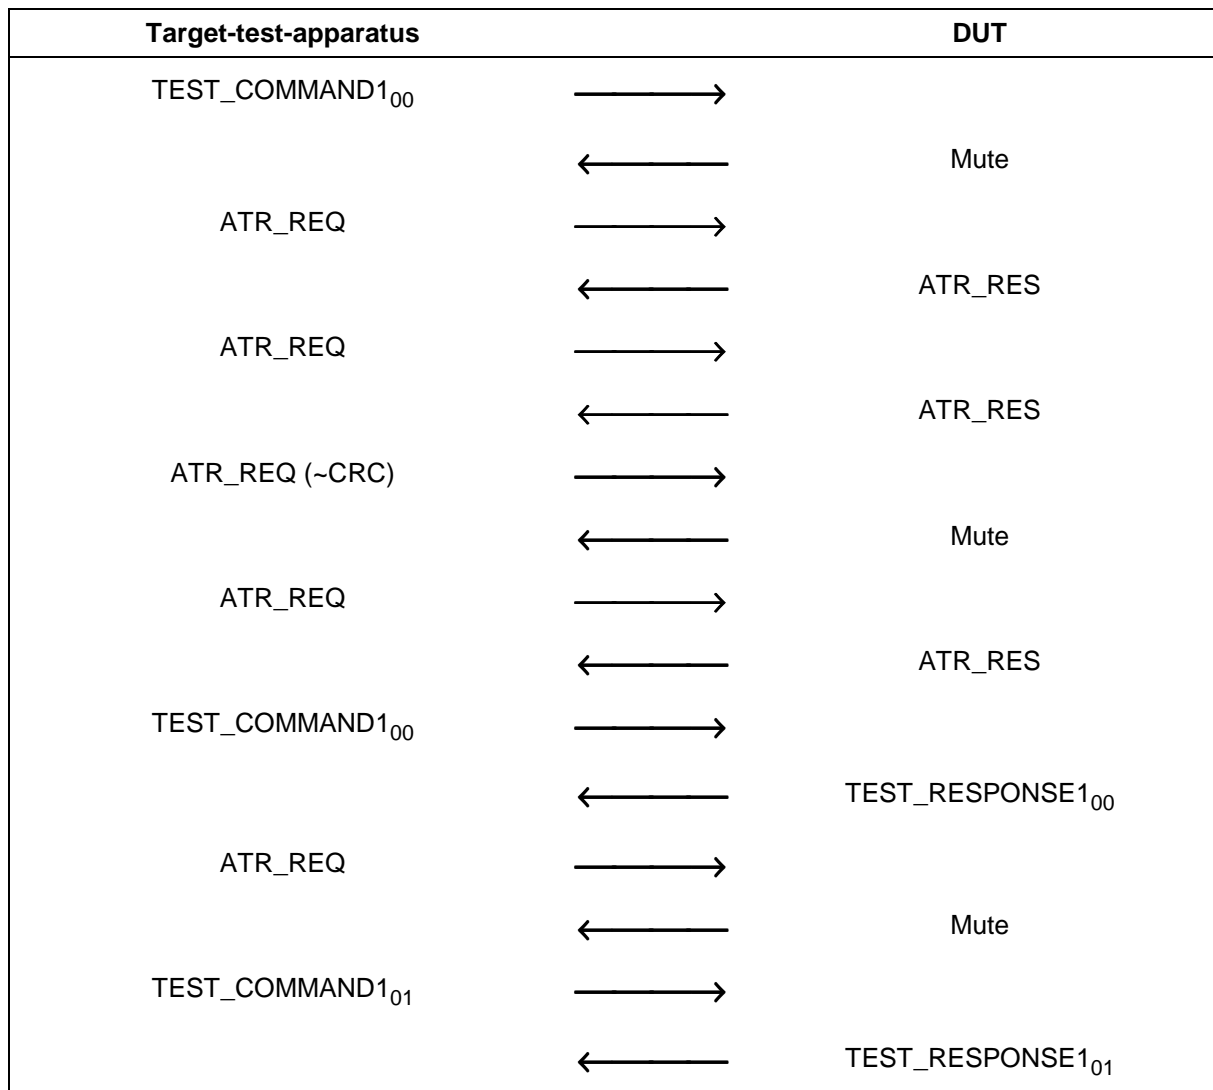 Target-test-apparatus DUT
TEST_COMMAND1₀₀
Mute
ATR_REQ
ATR_RES
ATR_REQ
ATR_RES
ATR_REQ (~CRC)
Mute
ATR_REQ
ATR_RES
TEST_COMMAND1₀₀
TEST_RESPONSE1₀₀
ATR_REQ
Mute
TEST_COMMAND1₀₁
TEST_RESPONSE1₀₁